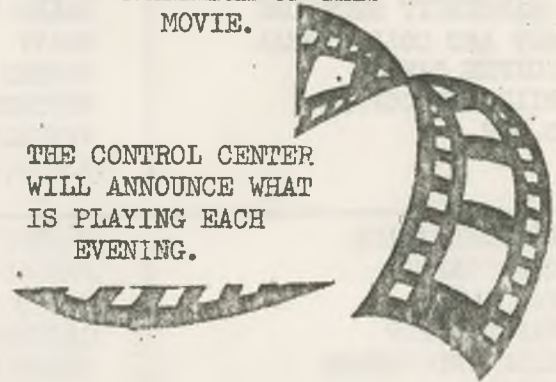 MOVIE.
THE CONTROL CENTER
WILL ANNOUNCE WHAT
IS PLAYING EACH
EVENING.